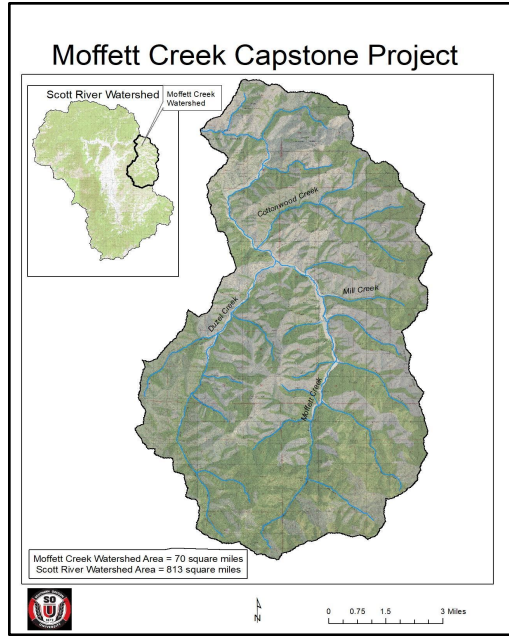 Moffett Creek Capstone Project
Scott River Watershed
Moffett Creek
Watershed
Cottonwood Creek
Mill Creek
Duzel Creek
Moffett Creek
Moffett Creek Watershed Area = 70 square miles
Scott River Watershed Area = 813 square miles
SO
U
N
0 0.75 1.5 3 Miles